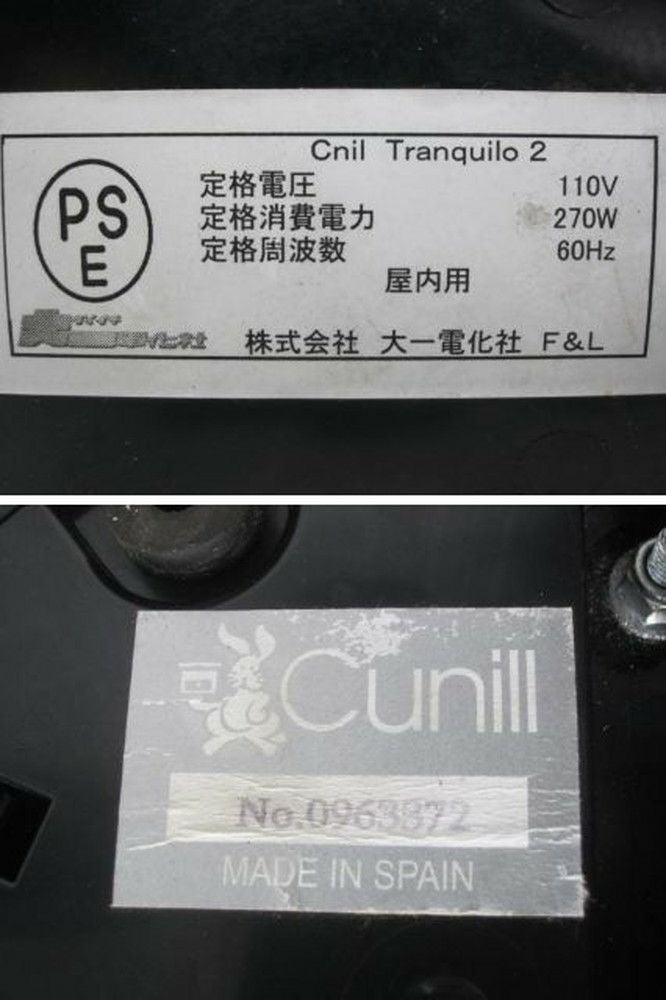 Cnil Tranquilo 2
PS
E
定格電圧 110V
定格消費電力 270W
定格周波数 60Hz
屋内用
株式会社 大一電化社 F&L
Cunill
No.0963872
MADE IN SPAIN